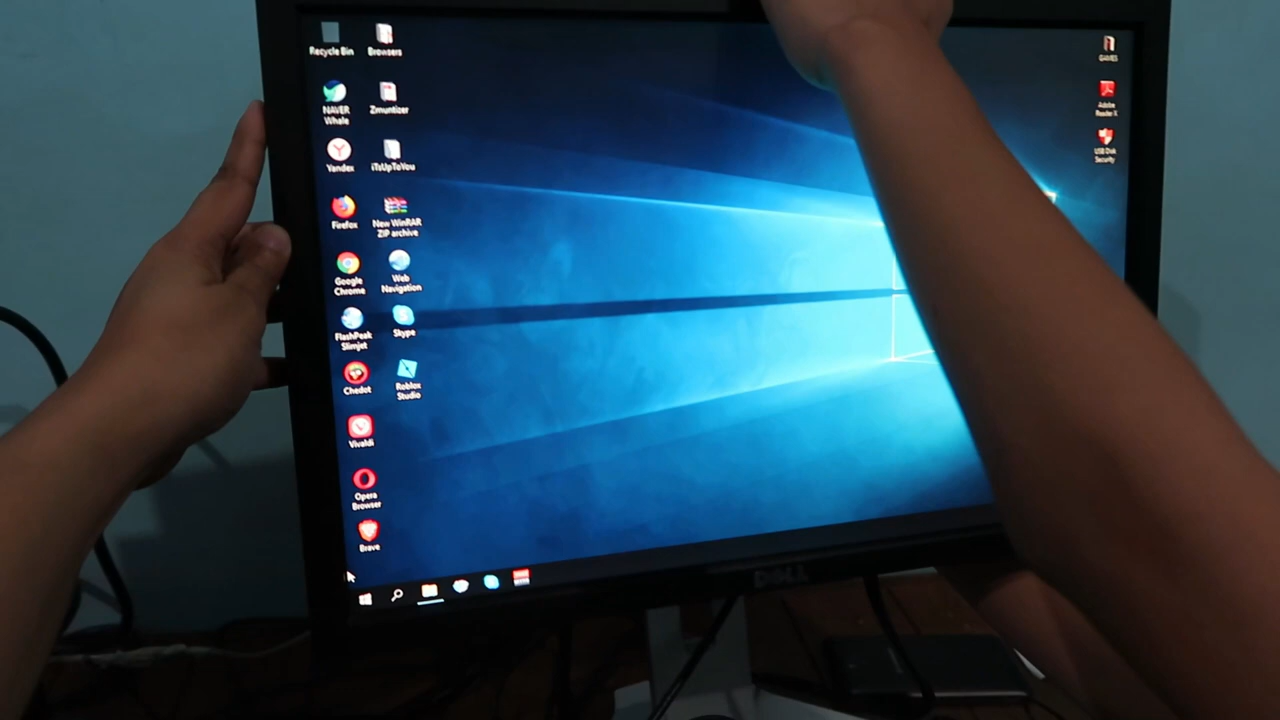 Recycle Bin
Browsers
NAVER
Whale
Zmuntizer
Yandex
iTsUpToYou
Firefox
New WinRAR
ZIP archive
Google
Chrome
Web
Navigation
FlashPeak
Slimjet
Skype
Chedot
Roblox
Studio
Vivaldi
Opera
Browser
Brave
GAMES
Adobe
Reader X
USB Disk
Security
DELL